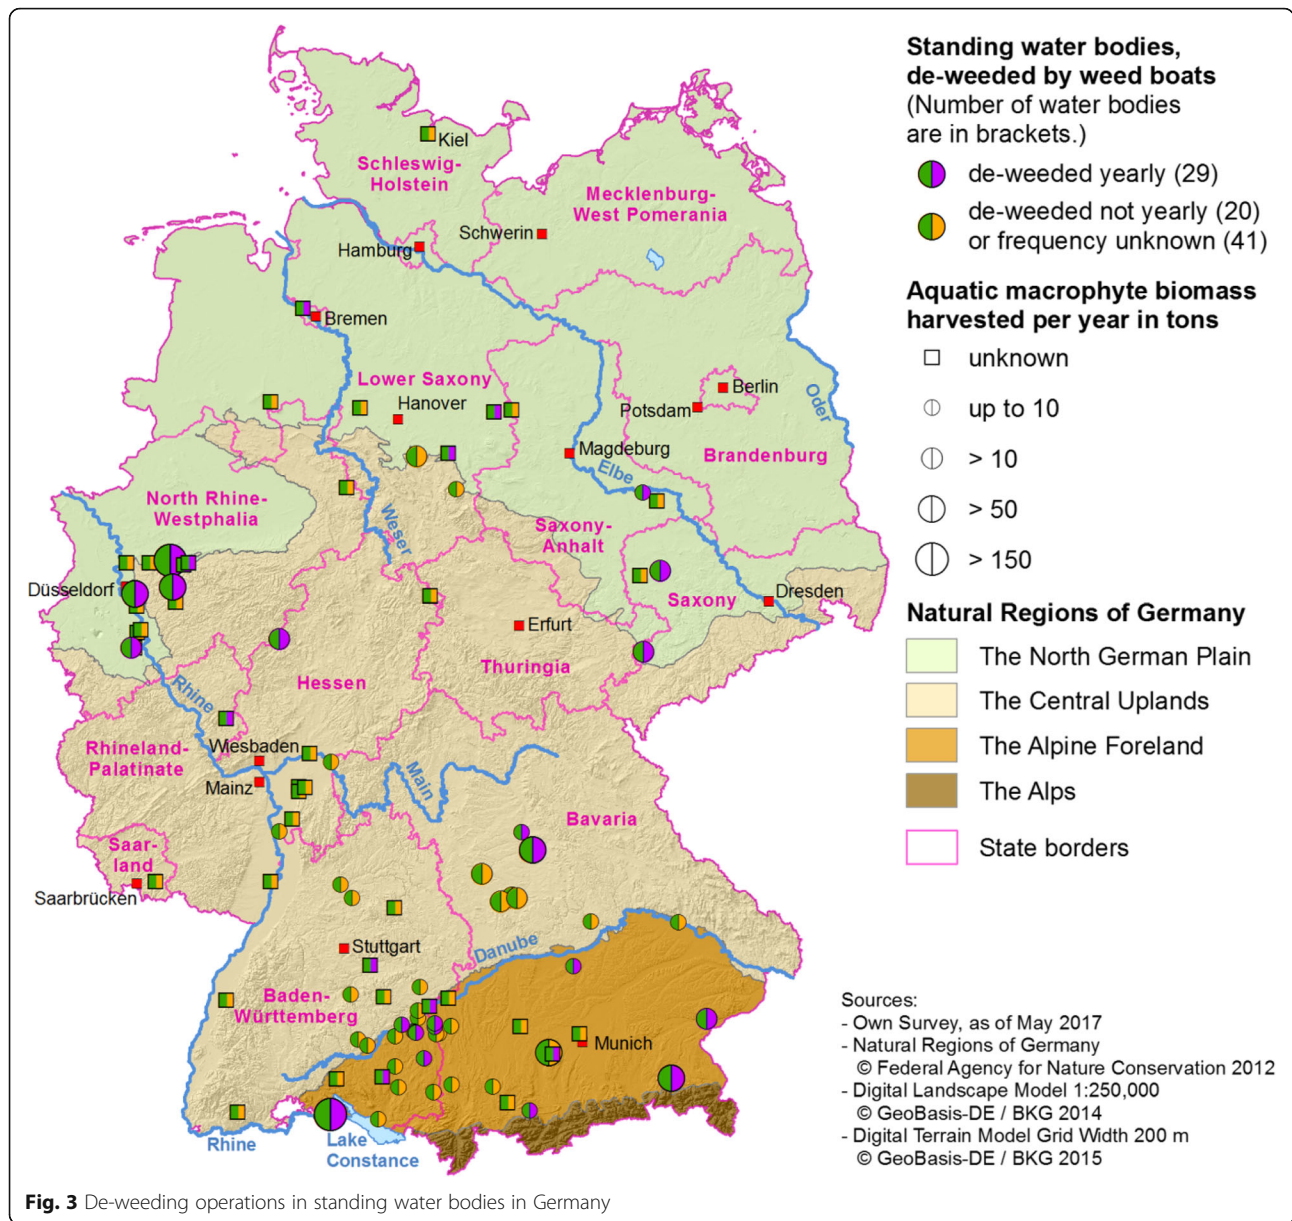 Kiel
Schleswig-
Holstein
Mecklenburg-
West Pomerania
Schwerin
Hamburg
Bremen
Lower Saxony
Hanover
Berlin
Potsdam
Oder
Magdeburg
Brandenburg
Elbe
North Rhine-
Westphalia
Weser
Saxony-
Anhalt
Düsseldorf
Saxony
Dresden
Erfurt
Thuringia
Hessen
Rhine
Rhineland-
Palatinate
Wiesbaden
Mainz
Main
Bavaria
Saar-
land
Saarbrücken
Stuttgart
Danube
Baden-
Württemberg
Munich
Rhine
Lake
Constance
Standing water bodies,
de-weeded by weed boats
(Number of water bodies
are in brackets.)
de-weeded yearly (29)
de-weeded not yearly (20)
or frequency unknown (41)
Aquatic macrophyte biomass
harvested per year in tons
unknown
up to 10
> 10
> 50
> 150
Natural Regions of Germany
The North German Plain
The Central Uplands
The Alpine Foreland
The Alps
State borders
Sources:
- Own Survey, as of May 2017
- Natural Regions of Germany
© Federal Agency for Nature Conservation 2012
- Digital Landscape Model 1:250,000
© GeoBasis-DE / BKG 2014
- Digital Terrain Model Grid Width 200 m
© GeoBasis-DE / BKG 2015
Fig. 3 De-weeding operations in standing water bodies in Germany